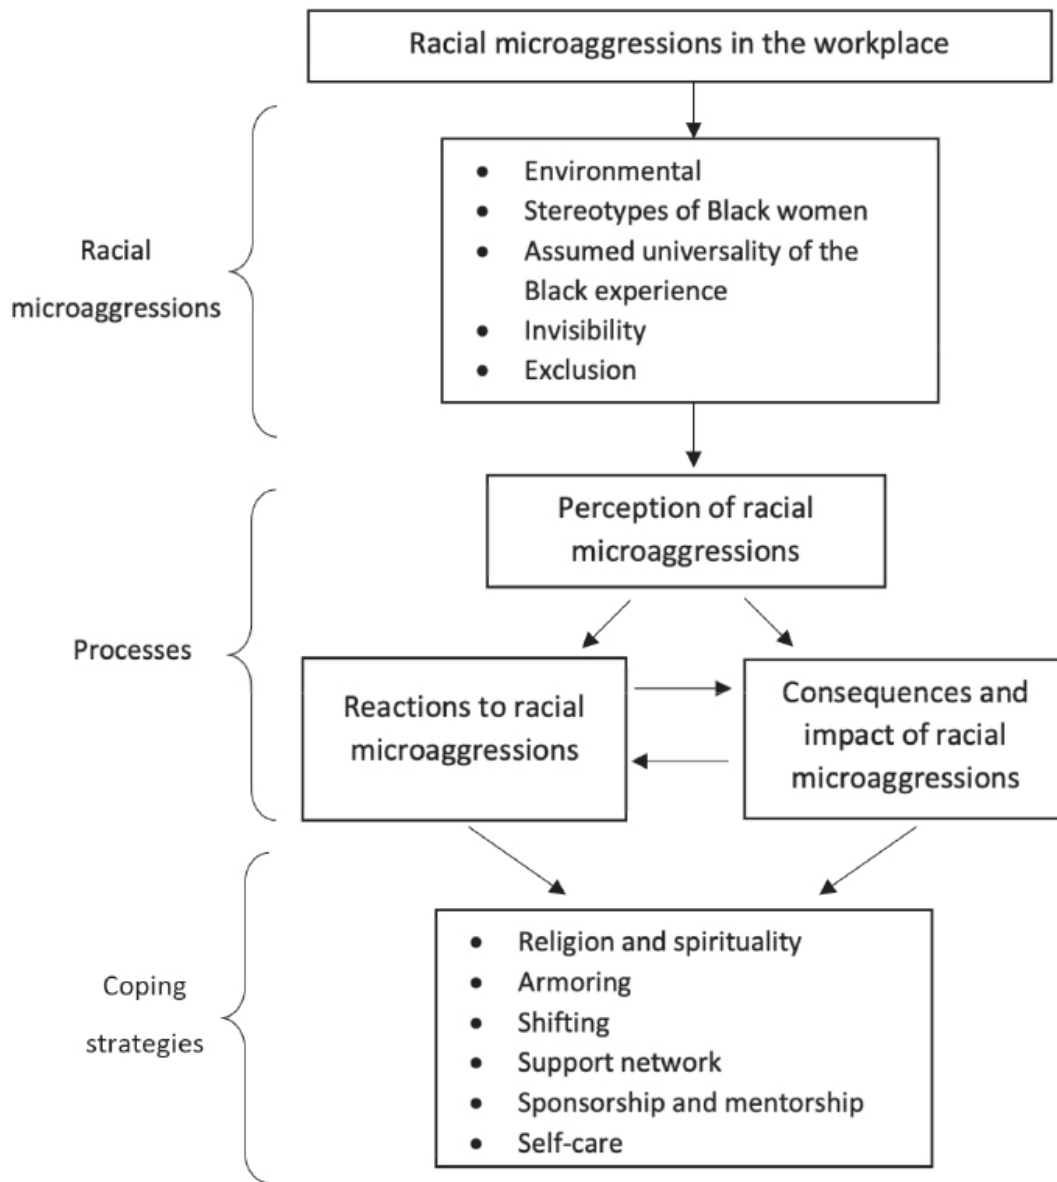 Racial microaggressions in the workplace
Racial
microaggressions
• Environmental
• Stereotypes of Black women
• Assumed universality of the
Black experience
• Invisibility
• Exclusion
Processes
Perception of racial
microaggressions
Reactions to racial
microaggressions
Consequences and
impact of racial
microaggressions
Coping
strategies
• Religion and spirituality
• Armoring
• Shifting
• Support network
• Sponsorship and mentorship
• Self-care